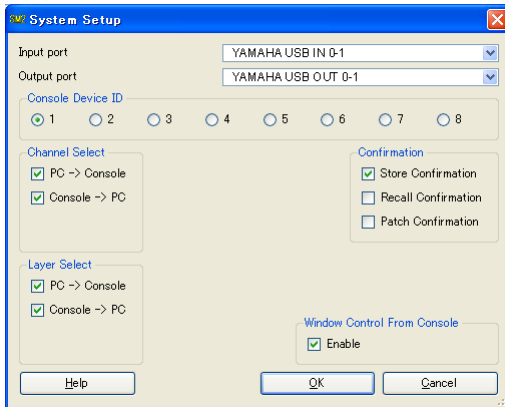 SM2 System Setup
Input port YAMAHA USB IN 0-1
Output port YAMAHA USB OUT 0-1
Console Device ID
1 2 3 4 5 6 7 8
Channel Select
PC -> Console
Console -> PC
Confirmation
Store Confirmation
Recall Confirmation
Patch Confirmation
Layer Select
PC -> Console
Console -> PC
Window Control From Console
Enable
Help OK Cancel